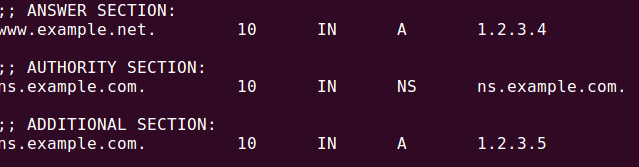 ;; ANSWER SECTION:
www.example.net. 10 IN A 1.2.3.4
;; AUTHORITY SECTION:
ns.example.com. 10 IN NS ns.example.com.
;; ADDITIONAL SECTION:
ns.example.com. 10 IN A 1.2.3.5